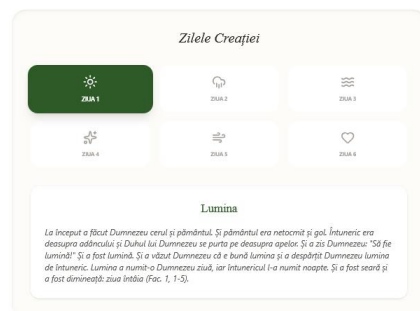 Zilele Creației
ZIUA 1
ZIUA 2
ZIUA 3
ZIUA 4
ZIUA 5
ZIUA 6
Lumina
La început a făcut Dumnezeu cerul și pământul. Și pământul era netocmit și gol. Întuneric era
deasupra adâncului și Duhul lui Dumnezeu se purta pe deasupra apelor. Și a zis Dumnezeu: "Să fie
lumină!" Și a fost lumină. Și a văzut Dumnezeu că e bună lumina și a despărțit Dumnezeu lumina
de întuneric. Lumina a numit-o Dumnezeu ziuă, iar întunericul l-a numit noapte. Și a fost seară și
a fost dimineață: ziua întâia (Fac. 1, 1-5).